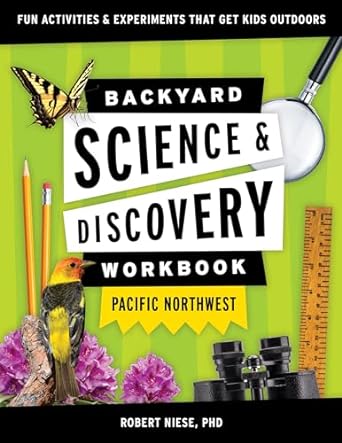 FUN ACTIVITIES & EXPERIMENTS THAT GET KIDS OUTDOORS
BACKYARD
SCIENCE &
DISCOVERY
WORKBOOK
PACIFIC NORTHWEST
ROBERT NIESE, PHD